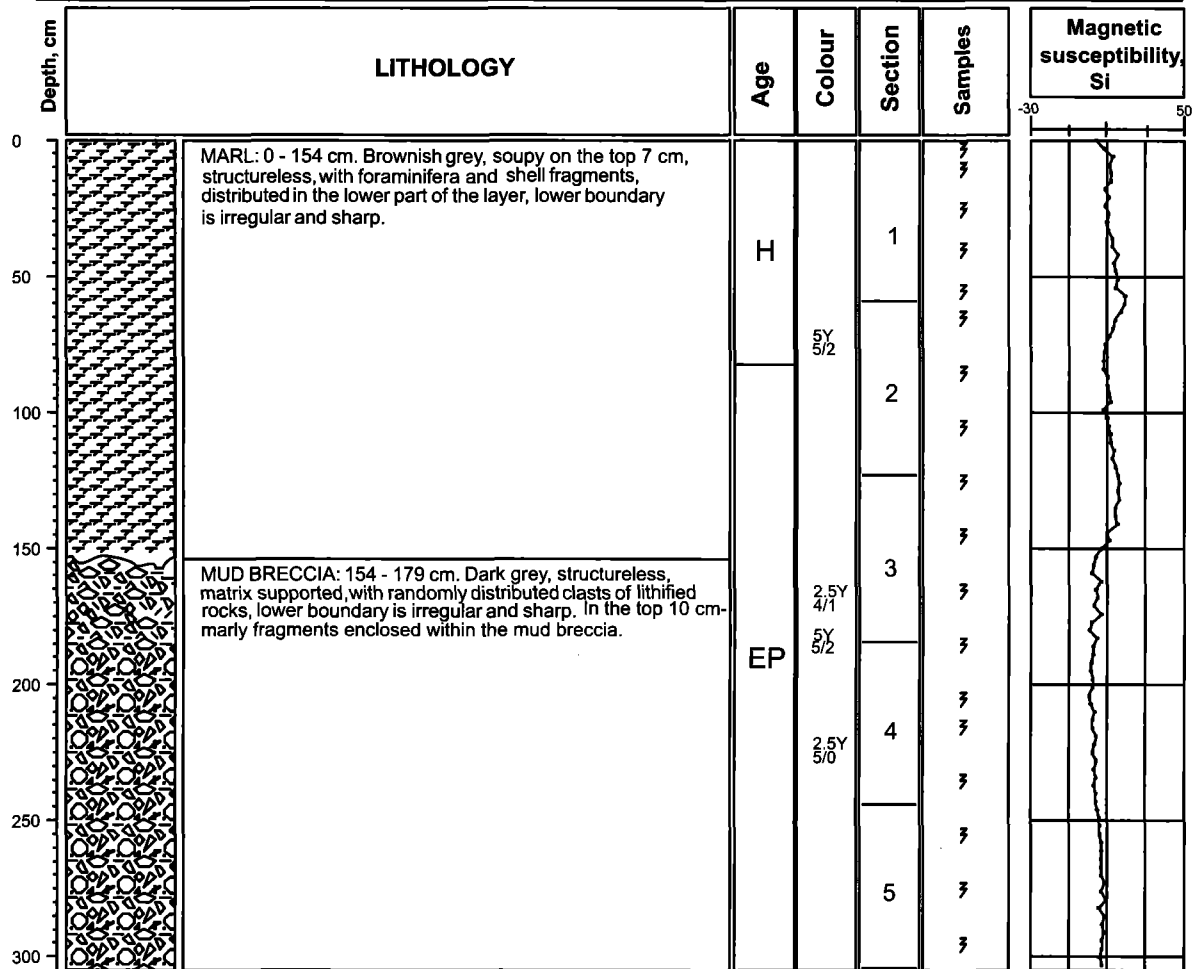 Depth, cm
LITHOLOGY
Age
Colour
Section
Samples
Magnetic
susceptibility,
Si
-30
50
0
50
100
150
200
250
300
MARL: 0 - 154 cm. Brownish grey, soupy on the top 7 cm,
structureless, with foraminifera and shell fragments,
distributed in the lower part of the layer, lower boundary
is irregular and sharp.
MUD BRECCIA: 154 - 179 cm. Dark grey, structureless,
matrix supported, with randomly distributed clasts of lithified
rocks, lower boundary is irregular and sharp. In the top 10 cm-
marly fragments enclosed within the mud breccia.
H
EP
5Y
5/2
2.5Y
4/1
5Y
5/2
2.5Y
5/0
1
2
3
4
5